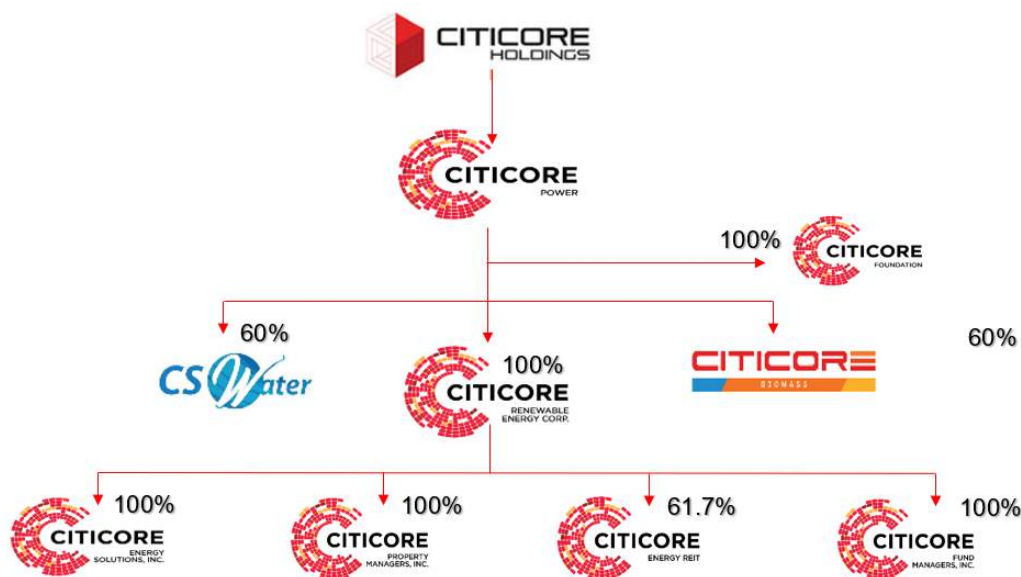 CITICORE
HOLDINGS
CITICORE
POWER
100%
CITICORE
FOUNDATION
60%
CS Water
100%
CITICORE
RENEWABLE
ENERGY CORP.
CITICORE
BIOMASS
60%
100%
CITICORE
ENERGY
SOLUTIONS, INC.
100%
CITICORE
PROPERTY
MANAGERS, INC.
61.7%
CITICORE
ENERGY REIT
100%
CITICORE
FUND
MANAGERS, INC.